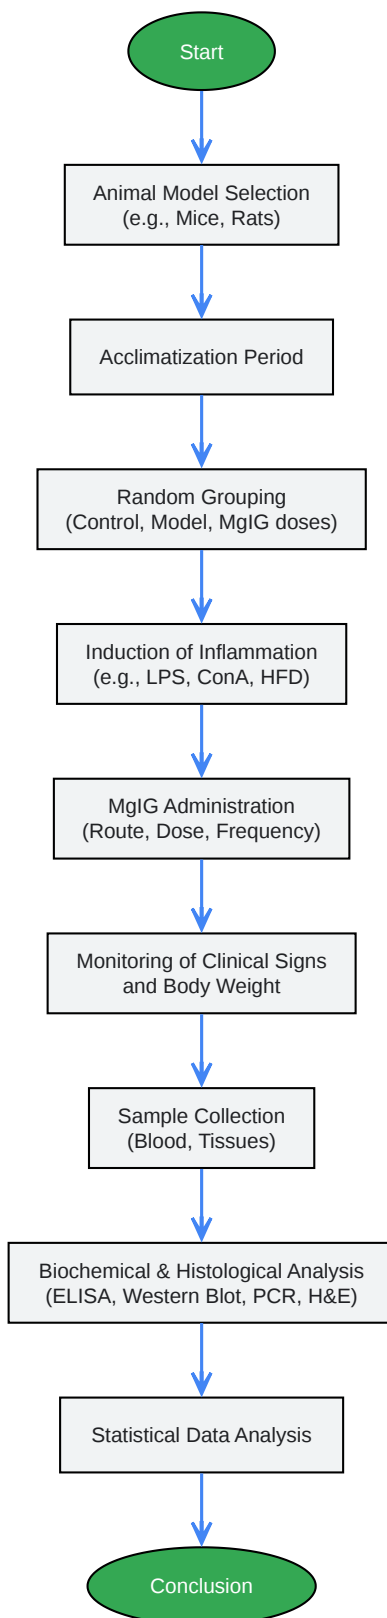 Start
Animal Model Selection
(e.g., Mice, Rats)
Acclimatization Period
Random Grouping
(Control, Model, MgIG doses)
Induction of Inflammation
(e.g., LPS, ConA, HFD)
MgIG Administration
(Route, Dose, Frequency)
Monitoring of Clinical Signs
and Body Weight
Sample Collection
(Blood, Tissues)
Biochemical & Histological Analysis
(ELISA, Western Blot, PCR, H&E)
Statistical Data Analysis
Conclusion